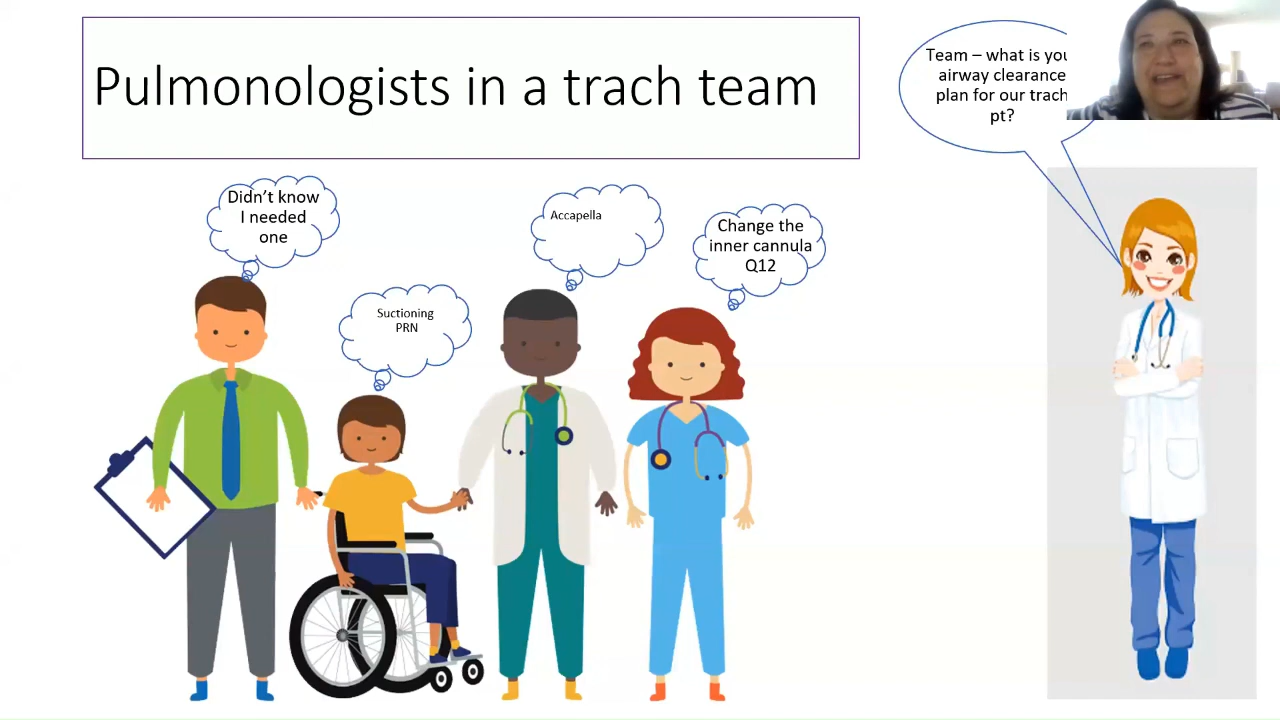 Pulmonologists in a trach team
Team – what is
airway clearance
plan for our trach
pt?
Didn't know
I needed
one
Suctioning
PRN
Accapella
Change the
inner cannula
Q12